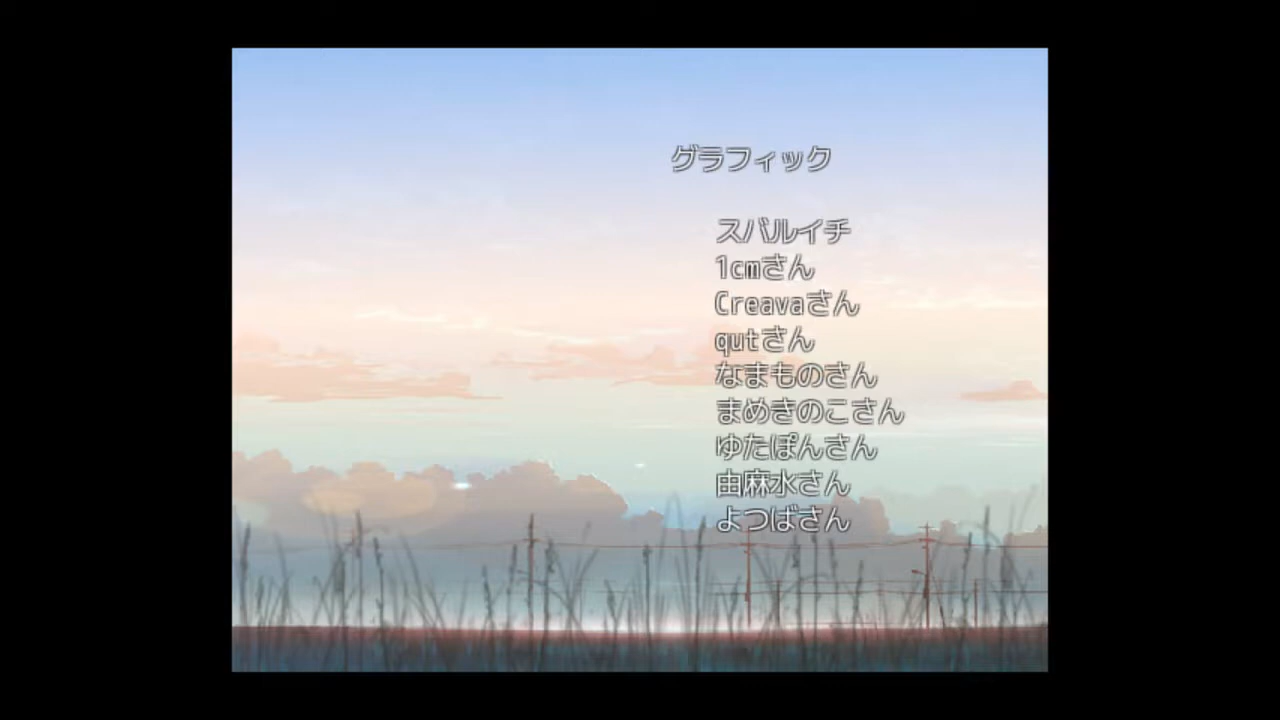 グラフィック
スバルイチ
1cmさん
Creavaさん
qutさん
なまものさん
まめきのこさん
ゆたぽんさん
由麻水さん
よつばさん